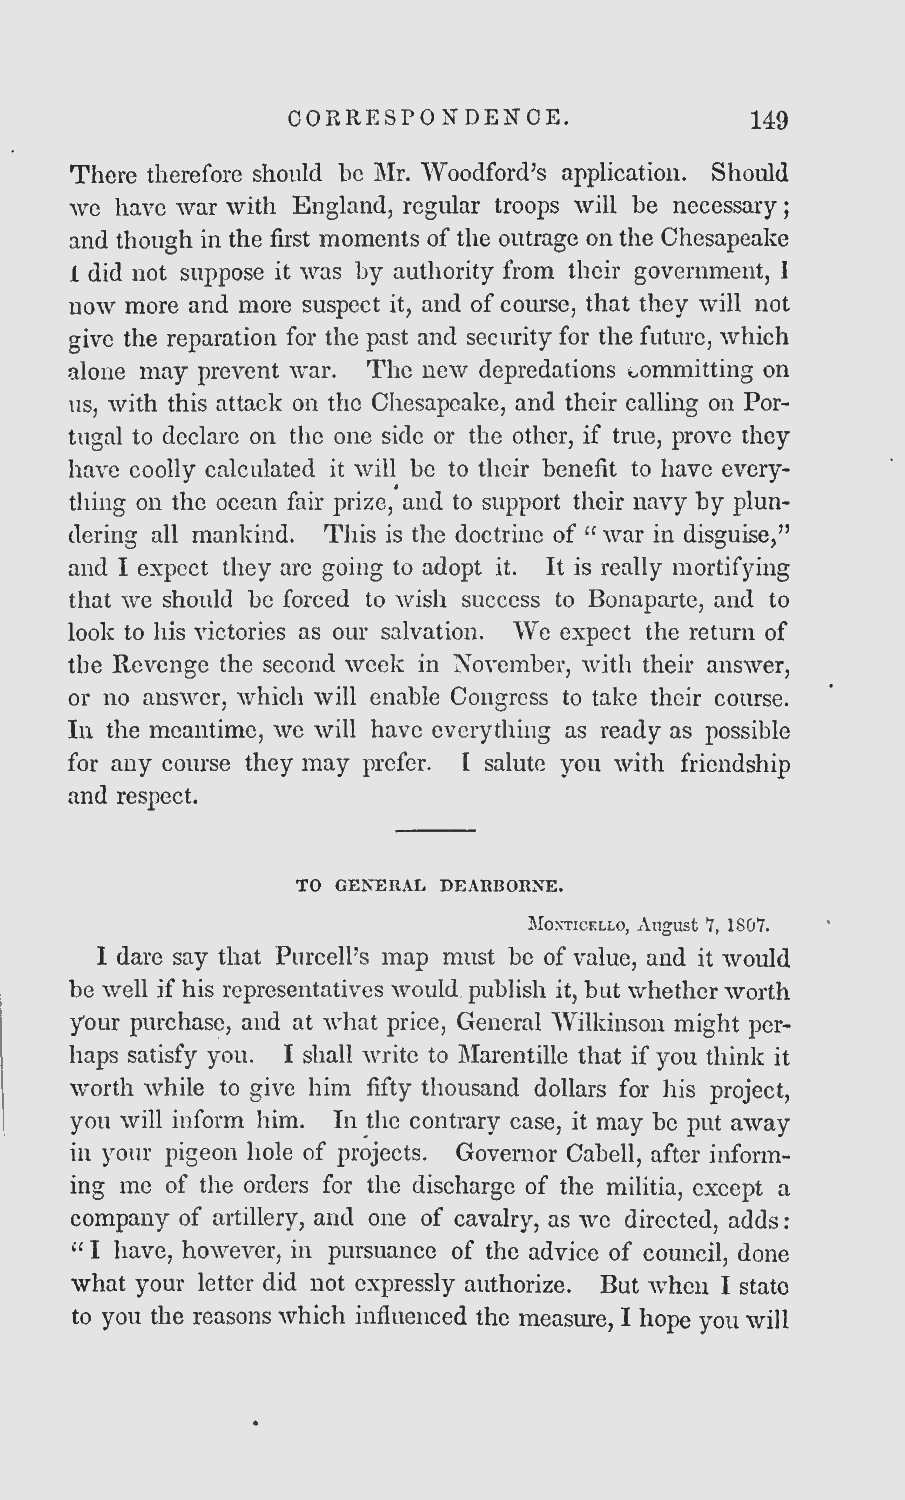 CORRESPONDENCE. 149
There therefore should be Mr. Woodford's application. Should
we have war with England, regular troops will be necessary;
and though in the first moments of the outrage on the Chesapeake
I did not suppose it was by authority from their government, I
now more and more suspect it, and of course, that they will not
give the reparation for the past and security for the future, which
alone may prevent war. The new depredations committing on
us, with this attack on the Chesapeake, and their calling on Por-
tugal to declare on the one side or the other, if true, prove they
have coolly calculated it will be to their benefit to have every-
thing on the ocean fair prize, and to support their navy by plun-
dering all mankind. This is the doctrine of "war in disguise,"
and I expect they are going to adopt it. It is really mortifying
that we should be forced to wish success to Bonaparte, and to
look to his victories as our salvation. We expect the return of
the Revenge the second week in November, with their answer,
or no answer, which will enable Congress to take their course.
In the meantime, we will have everything as ready as possible
for any course they may prefer. I salute you with friendship
and respect.
TO GENERAL DEARBORNE.
MONTICELLO, August 7, 1807.
I dare say that Purcell's map must be of value, and it would
be well if his representatives would publish it, but whether worth
your purchase, and at what price, General Wilkinson might per-
haps satisfy you. I shall write to Marentille that if you think it
worth while to give him fifty thousand dollars for his project,
you will inform him. In the contrary case, it may be put away
in your pigeon hole of projects. Governor Cabell, after inform-
ing me of the orders for the discharge of the militia, except a
company of artillery, and one of cavalry, as we directed, adds:
"I have, however, in pursuance of the advice of council, done
what your letter did not expressly authorize. But when I state
to you the reasons which influenced the measure, I hope you will